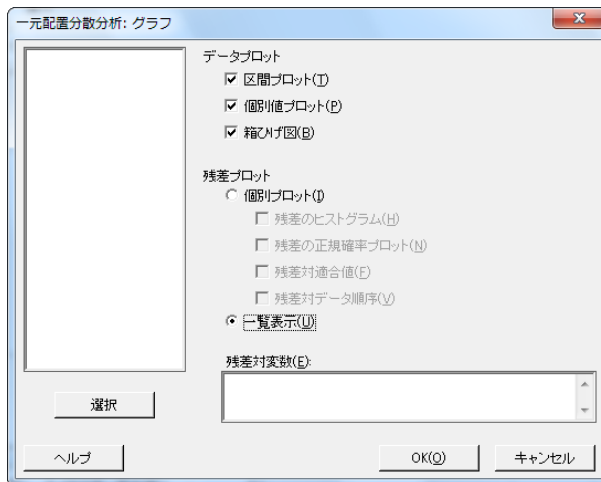 一元配置分散分析: グラフ
データプロット
区間プロット(T)
個別値プロット(P)
箱ひげ図(B)
残差プロット
個別プロット(I)
残差のヒストグラム(H)
残差の正規確率プロット(N)
残差対適合値(F)
残差対データ順序(V)
一覧表示(U)
残差対変数(E):
選択
ヘルプ
OK(O)
キャンセル